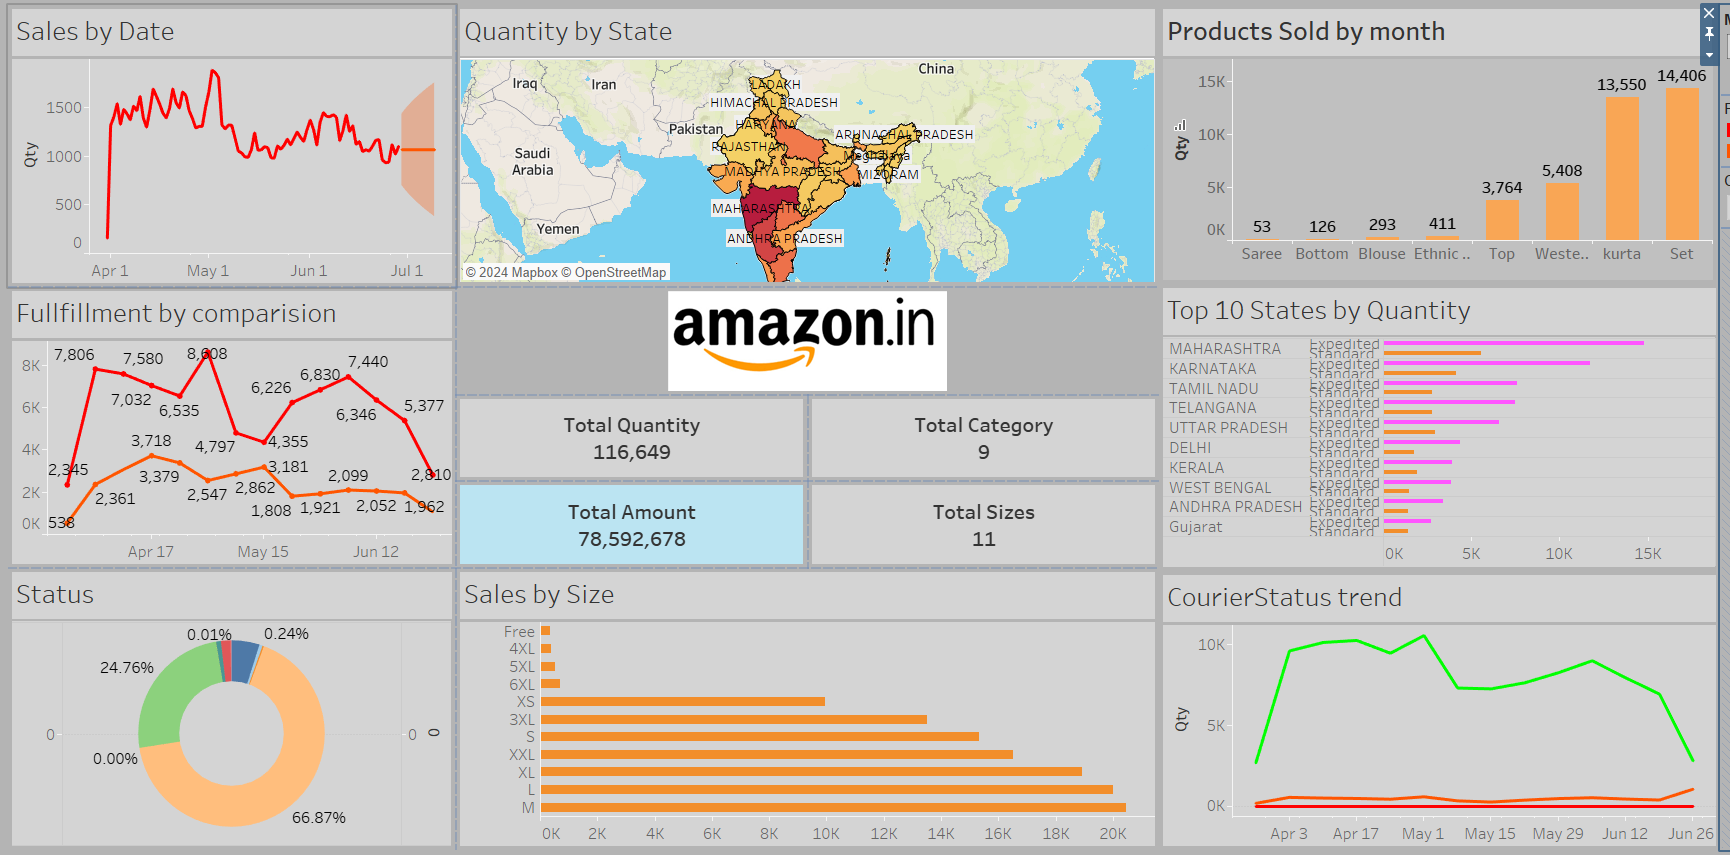 Sales by Date
Qty
1500
1000
500
0
Apr 1
May 1
Jun 1
Jul 1
Quantity by State
China
Iraq
Iran
Pakistan
Saudi
Arabia
Yemen
LADAKH
HIMACHAL PRADESH
HARYANA
ARUNACHAL PRADESH
RAJASTHAN
Meghalaya
MADHYA PRADESH
MIZORAM
MAHARASHTRA
ANDHRA PRADESH
© 2024 Mapbox © OpenStreetMap
Products Sold by month
Qty
15K
10K
5K
0K
53
126
293
411
3,764
5,408
13,550
14,406
Saree
Bottom
Blouse
Ethnic ..
Top
Weste..
kurta
Set
Fullfillment by comparision
8K
6K
4K
2K
0K
7,806
7,580
8,608
7,440
7,032
6,535
6,226
6,830
6,346
5,377
4,797
4,355
2,345
3,718
3,379
3,181
2,361
2,547
2,862
2,099
2,810
538
1,808
1,921
2,052
1,962
Apr 17
May 15
Jun 12
amazon.in
Total Quantity
116,649
Total Category
9
Total Amount
78,592,678
Total Sizes
11
Top 10 States by Quantity
MAHARASHTRA Expedited
Standard
KARNATAKA Expedited
Standard
TAMIL NADU Expedited
Standard
TELANGANA Expedited
Standard
UTTAR PRADESH Expedited
Standard
DELHI Expedited
Standard
KERALA Expedited
Standard
WEST BENGAL Expedited
Standard
ANDHRA PRADESH Expedited
Standard
Gujarat Expedited
Standard
0K
5K
10K
15K
Status
0.01%
0.24%
24.76%
0.00%
66.87%
0
0
0
Sales by Size
Free
4XL
5XL
6XL
XS
3XL
S
XXL
XL
L
M
0K
2K
4K
6K
8K
10K
12K
14K
16K
18K
20K
CourierStatus trend
Qty
10K
5K
0K
Apr 3
Apr 17
May 1
May 15
May 29
Jun 12
Jun 26